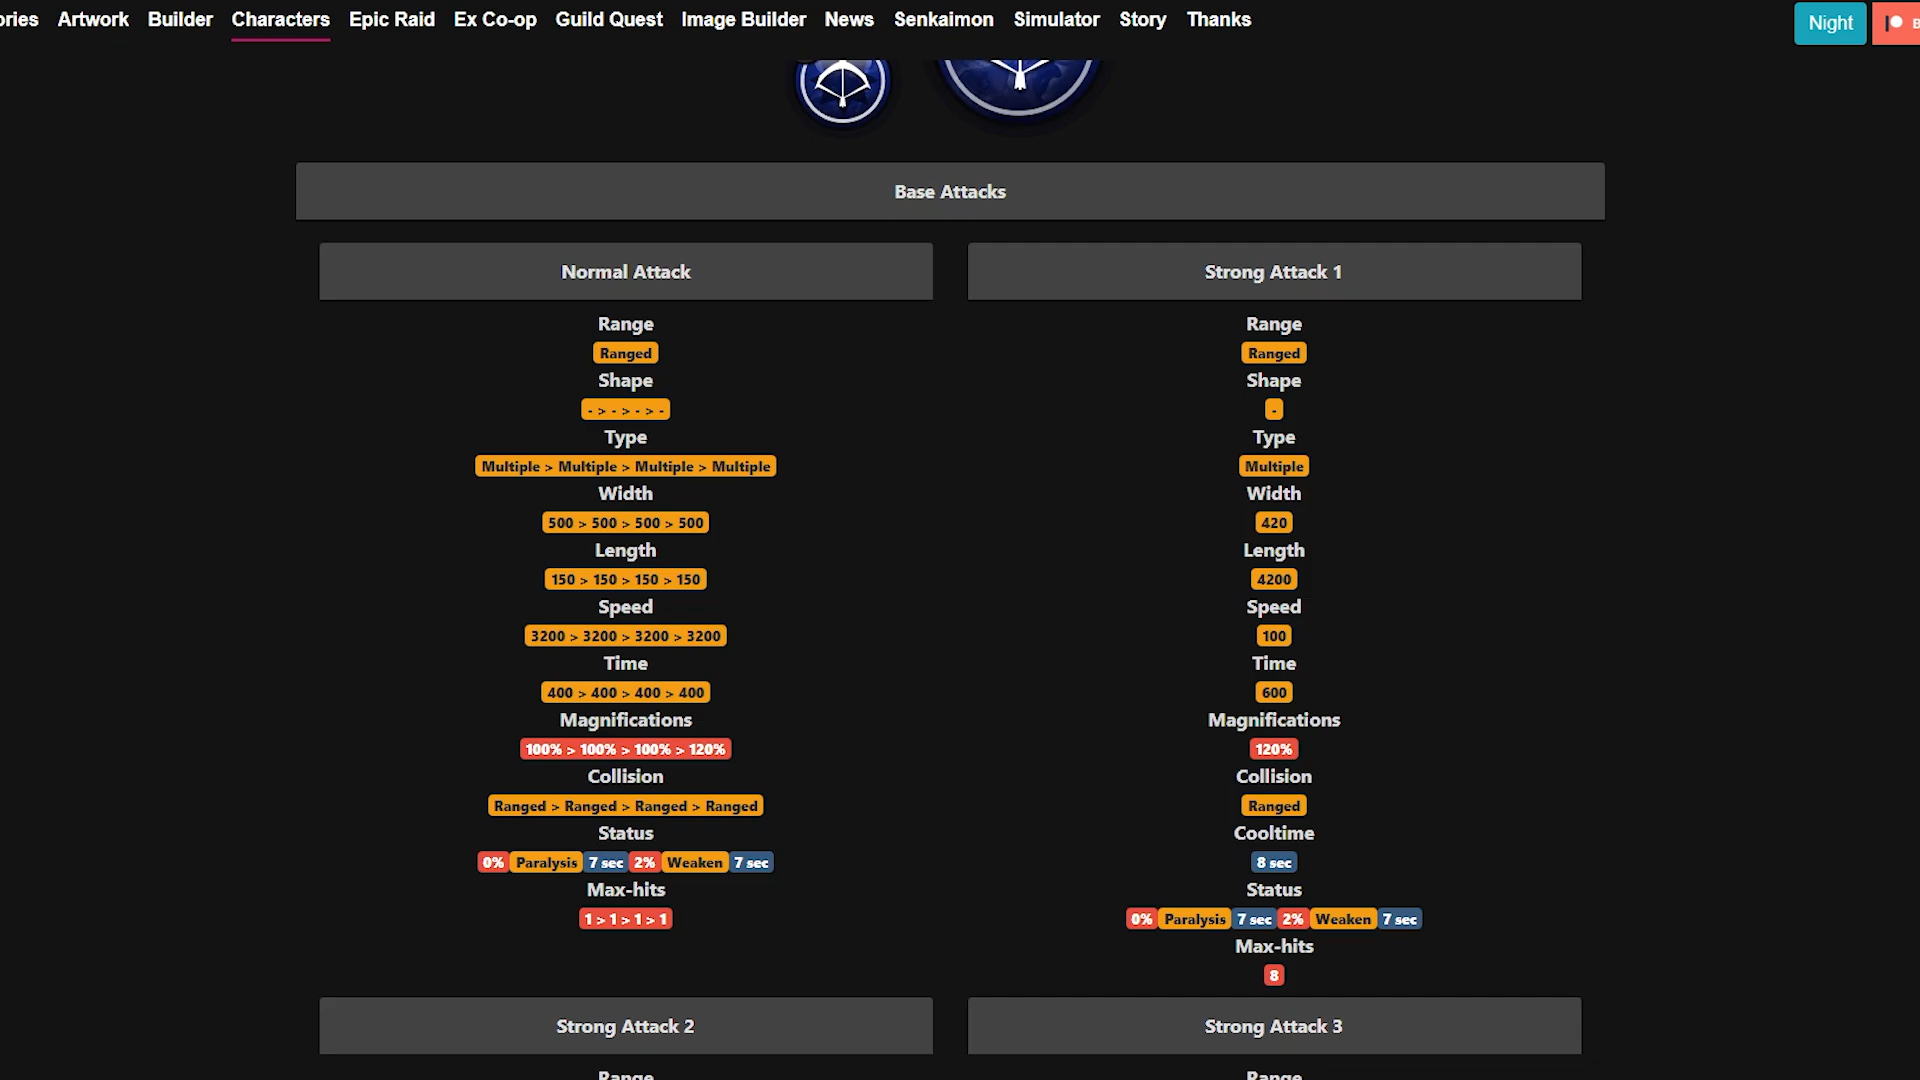 ories Artwork Builder Characters Epic Raid Ex Co-op Guild Quest Image Builder News Senkaimon Simulator Story Thanks Night B
Base Attacks
Normal Attack
Range
Ranged
Shape
- > - > - > -
Type
Multiple > Multiple > Multiple > Multiple
Width
500 > 500 > 500 > 500
Length
150 > 150 > 150 > 150
Speed
3200 > 3200 > 3200 > 3200
Time
400 > 400 > 400 > 400
Magnifications
100% > 100% > 100% > 120%
Collision
Ranged > Ranged > Ranged > Ranged
Status
0% Paralysis 7 sec 2% Weaken 7 sec
Max-hits
1 > 1 > 1 > 1
Strong Attack 1
Range
Ranged
Shape
-
Type
Multiple
Width
420
Length
4200
Speed
100
Time
600
Magnifications
120%
Collision
Ranged
Cooltime
8 sec
Status
0% Paralysis 7 sec 2% Weaken 7 sec
Max-hits
8
Strong Attack 2
Range
Strong Attack 3
Range